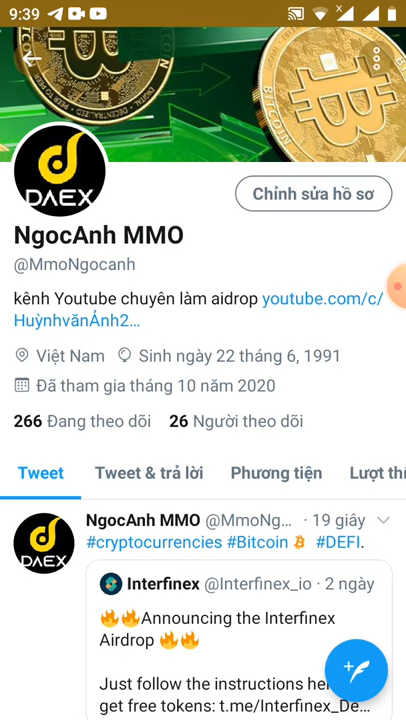 9:39
DAEX
Chỉnh sửa hồ sơ
NgocAnh MMO
@MmoNgocanh
kênh Youtube chuyên làm aidrop youtube.com/c/
HuỳnhvănẢnh2…
Việt Nam Sinh ngày 22 tháng 6, 1991
Đã tham gia tháng 10 năm 2020
266 Đang theo dõi 26 Người theo dõi
Tweet Tweet & trả lời Phương tiện Lượt thí
DAEX
NgocAnh MMO @MmoNg… · 19 giây
#cryptocurrencies #Bitcoin #DEFI.
Interfinex @Interfinex_io · 2 ngày
🔥🔥Announcing the Interfinex
Airdrop 🔥🔥
Just follow the instructions
get free tokens: t.me/Interfinex_De…